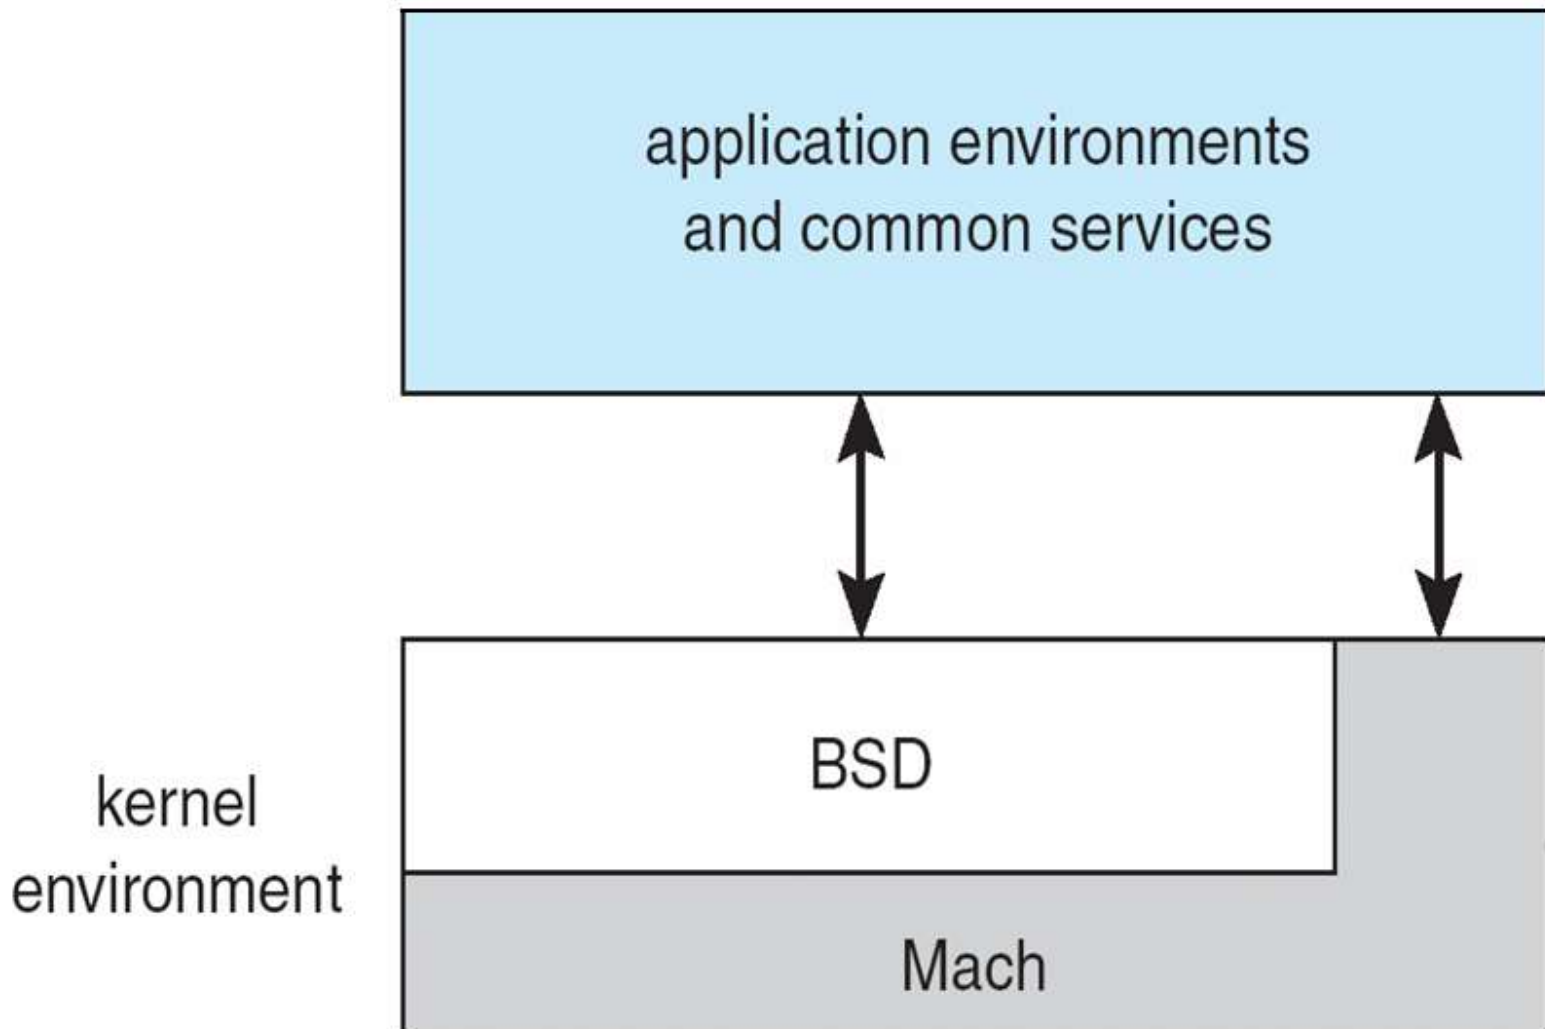 application environments
and common services
BSD
kernel
environment
Mach